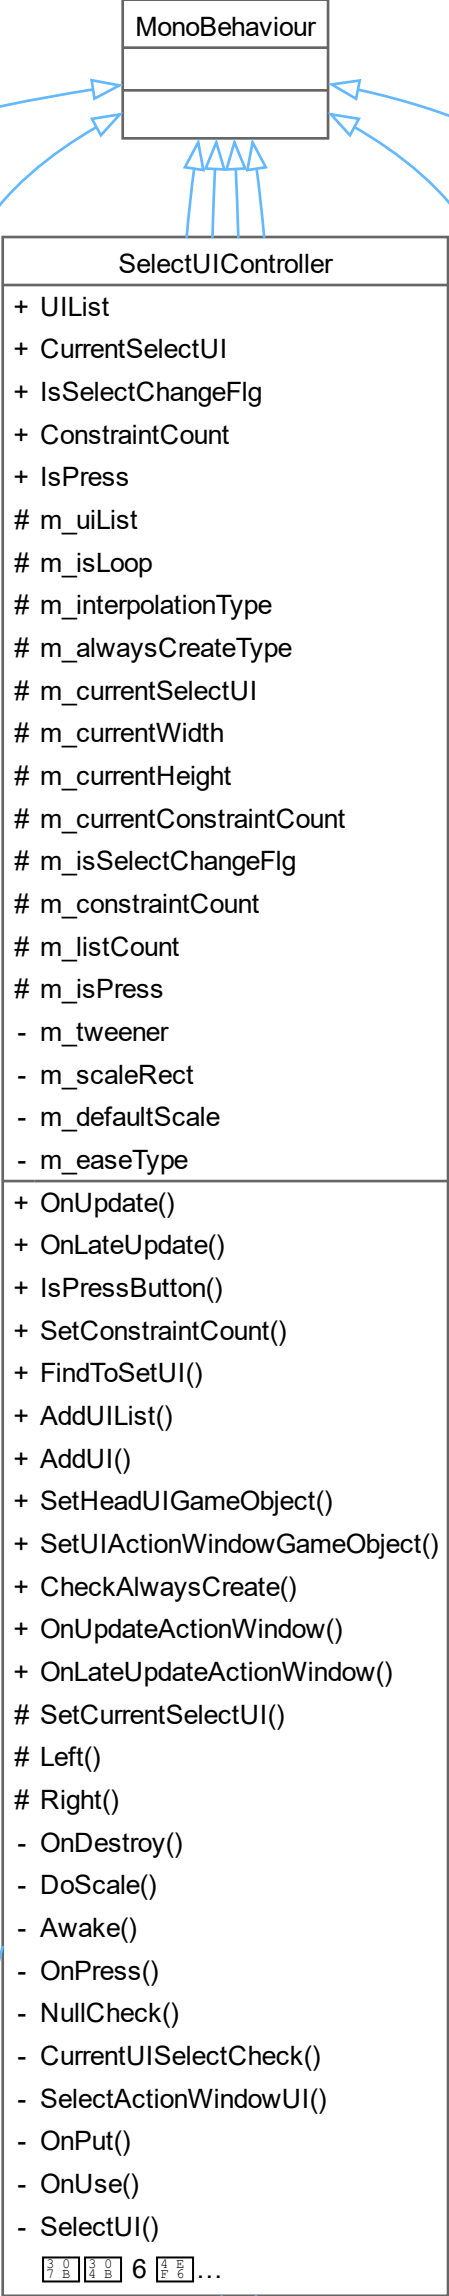 MonoBehaviour
SelectUIController
+ UIList
+ CurrentSelectUI
+ IsSelectChangeFlg
+ ConstraintCount
+ IsPress
# m_uiList
# m_isLoop
# m_interpolationType
# m_alwaysCreateType
# m_currentSelectUI
# m_currentWidth
# m_currentHeight
# m_currentConstraintCount
# m_isSelectChangeFlg
# m_constraintCount
# m_listCount
# m_isPress
- m_tweener
- m_scaleRect
- m_defaultScale
- m_easeType
+ OnUpdate()
+ OnLateUpdate()
+ IsPressButton()
+ SetConstraintCount()
+ FindToSetUI()
+ AddUIList()
+ AddUI()
+ SetHeadUIGameObject()
+ SetUIActionWindowGameObject()
+ CheckAlwaysCreate()
+ OnUpdateActionWindow()
+ OnLateUpdateActionWindow()
# SetCurrentSelectUI()
# Left()
# Right()
- OnDestroy()
- DoScale()
- Awake()
- OnPress()
- NullCheck()
- CurrentUISelectCheck()
- SelectActionWindowUI()
- OnPut()
- OnUse()
- SelectUI()
6 ...